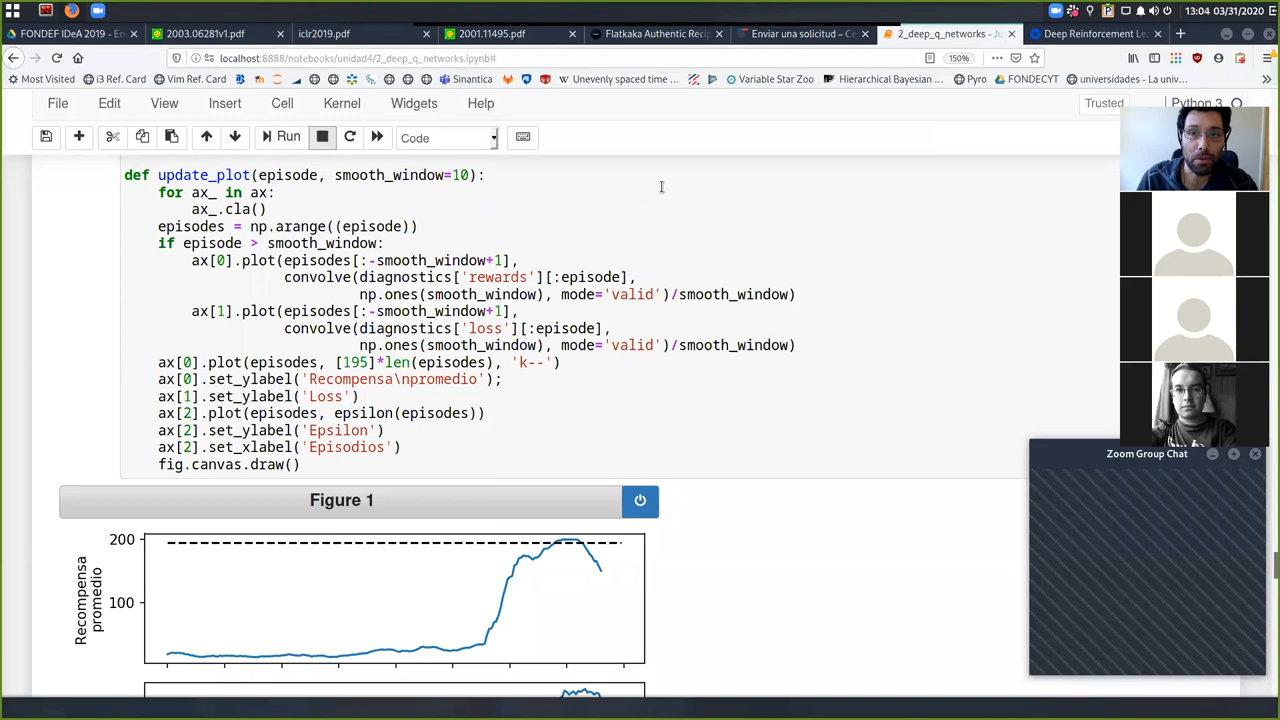 13:04 03/31/2020
FONDEF IDeA 2019 - En
2003.06281v1.pdf
iclr2019.pdf
2001.11495.pdf
Flatkaka Authentic Recip
Enviar una solicitud – Ce
2_deep_q_networks - Ju
Deep Reinforcement Lea
localhost:8888/notebooks/unidad4/2_deep_q_networks.ipynb#
150%
Most Visited
i3 Ref. Card
Vim Ref. Card
Sinantica
Unevenly spaced time ...
Variable Star Zoo
Hierarchical Bayesian ...
Pyro
FONDECYT
universidades - La univ...
File Edit View Insert Cell Kernel Widgets Help
Trusted
Python 3
Run
Code
def update_plot(episode, smooth_window=10):
for ax_ in ax:
ax_.cla()
episodes = np.arange((episode))
if episode > smooth_window:
ax[0].plot(episodes[:-smooth_window+1],
convolve(diagnostics['rewards'][:episode],
np.ones(smooth_window), mode='valid')/smooth_window)
ax[1].plot(episodes[:-smooth_window+1],
convolve(diagnostics['loss'][:episode],
np.ones(smooth_window), mode='valid')/smooth_window)
ax[0].plot(episodes, [195]*len(episodes), 'k--')
ax[0].set_ylabel('Recompensa\npromedio');
ax[1].set_ylabel('Loss')
ax[2].plot(episodes, epsilon(episodes))
ax[2].set_ylabel('Epsilon')
ax[2].set_xlabel('Episodios')
fig.canvas.draw()
Zoom Group Chat
Figure 1
200
100
Recompensa
promedio